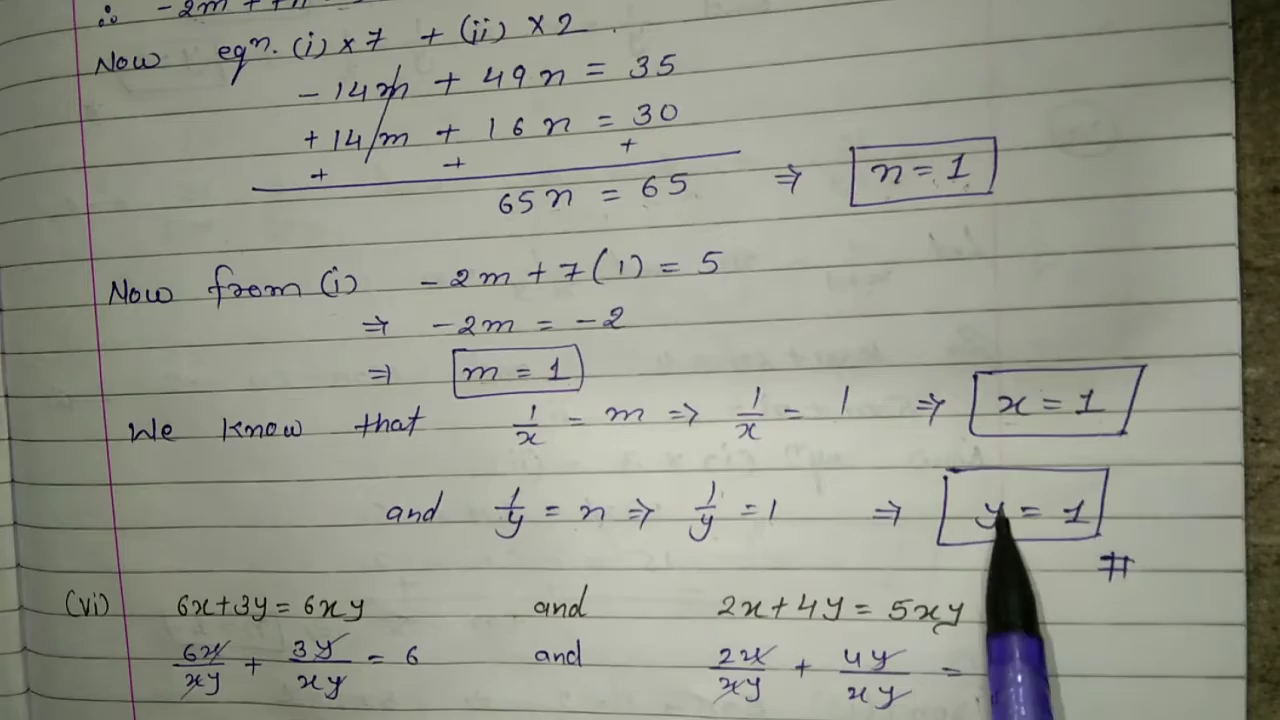 ∴ -2m + 7n
Now eqn. (i) × 7 + (ii) × 2
- 14m + 49n = 35
+ 14m + 16n = 30
+ + +
65n = 65 ⇒ n = 1
Now from (i) - 2m + 7(1) = 5
⇒ -2m = -2
⇒ m = 1
We know that 1/x = m ⇒ 1/x = 1 ⇒ x = 1
and 1/y = n ⇒ 1/y = 1 ⇒ y = 1
#
(vi) 6x+3y = 6xy and 2x+4y = 5xy
6x/xy + 3y/xy = 6 and 2x/xy + 4y/xy =